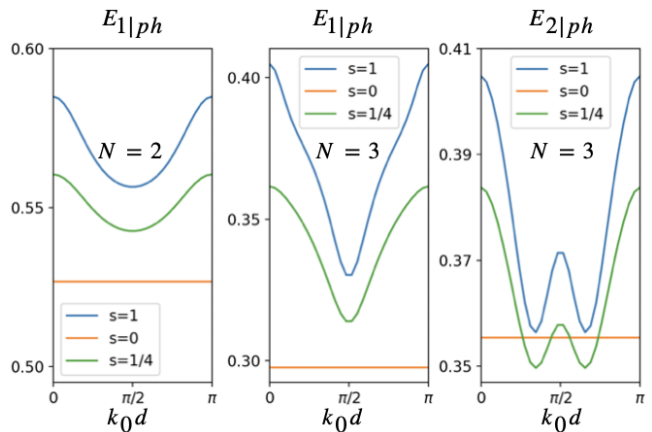 E1|ph
0.60
0.55
0.50
N = 2
s=1
s=0
s=1/4
0
π/2
π
k0d
E1|ph
0.40
0.35
0.30
s=1
s=0
s=1/4
N = 3
0
π/2
π
k0d
E2|ph
0.41
0.39
0.37
0.35
s=1
s=0
s=1/4
N = 3
0
π/2
π
k0d